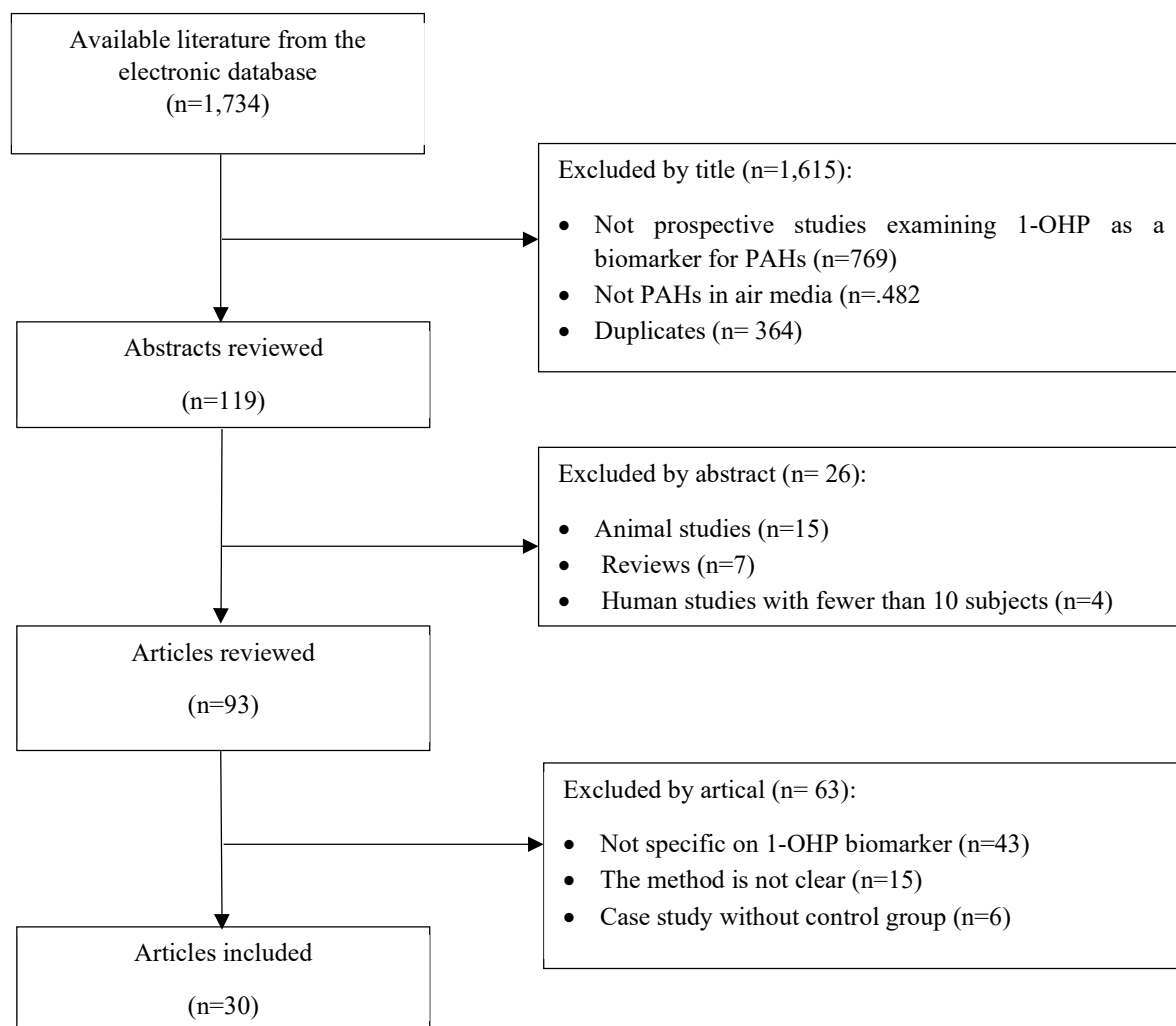 Available literature from the
electronic database
(n=1,734)
Excluded by title (n=1,615):
• Not prospective studies examining 1-OHP as a
biomarker for PAHs (n=769)
• Not PAHs in air media (n=.482
• Duplicates (n= 364)
Abstracts reviewed
(n=119)
Excluded by abstract (n= 26):
• Animal studies (n=15)
• Reviews (n=7)
• Human studies with fewer than 10 subjects (n=4)
Articles reviewed
(n=93)
Excluded by artical (n= 63):
• Not specific on 1-OHP biomarker (n=43)
• The method is not clear (n=15)
• Case study without control group (n=6)
Articles included
(n=30)